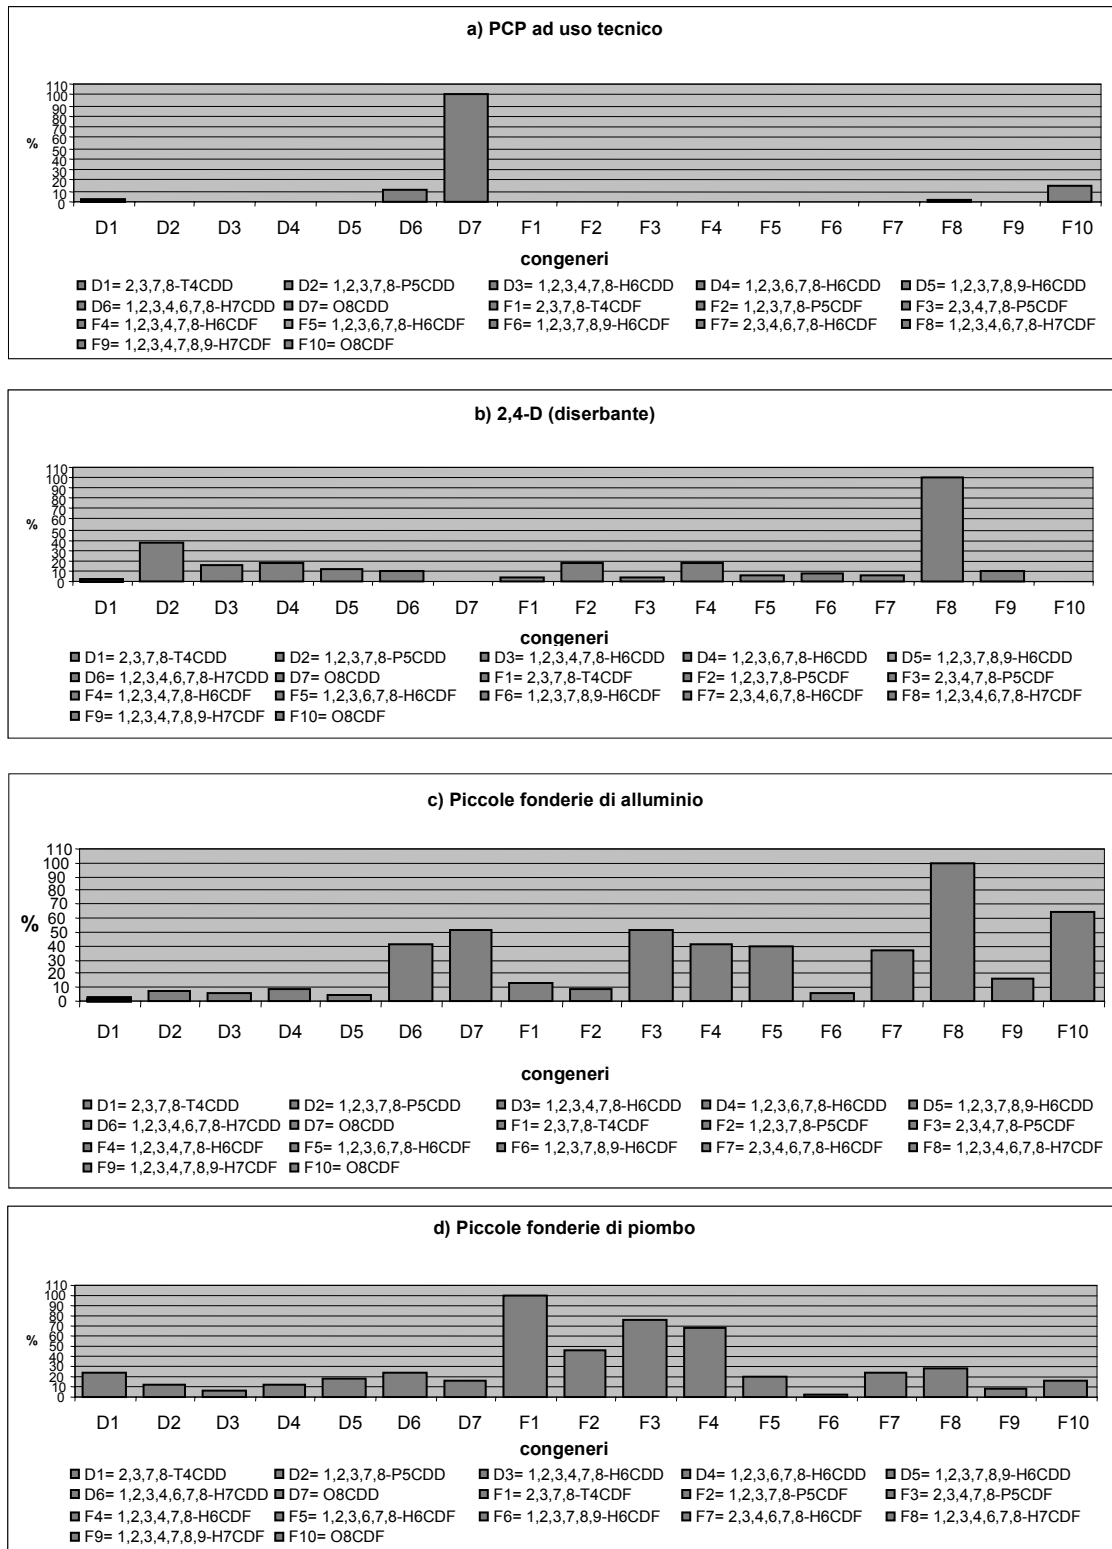 a) PCP ad uso tecnico
110
100
90
80
70
60
50
40
30
20
10
0
%
D1 D2 D3 D4 D5 D6 D7 F1 F2 F3 F4 F5 F6 F7 F8 F9 F10
congeneri
D1= 2,3,7,8-T4CDD D2= 1,2,3,7,8-P5CDD D3= 1,2,3,4,7,8-H6CDD D4= 1,2,3,6,7,8-H6CDD D5= 1,2,3,7,8,9-H6CDD
D6= 1,2,3,4,6,7,8-H7CDD D7= O8CDD F1= 2,3,7,8-T4CDF F2= 1,2,3,7,8-P5CDF F3= 2,3,4,7,8-P5CDF
F4= 1,2,3,4,7,8-H6CDF F5= 1,2,3,6,7,8-H6CDF F6= 1,2,3,7,8,9-H6CDF F7= 2,3,4,6,7,8-H6CDF F8= 1,2,3,4,6,7,8-H7CDF
F9= 1,2,3,4,7,8,9-H7CDF F10= O8CDF
b) 2,4-D (diserbante)
110
100
90
80
70
60
50
40
30
20
10
0
%
D1 D2 D3 D4 D5 D6 D7 F1 F2 F3 F4 F5 F6 F7 F8 F9 F10
congeneri
D1= 2,3,7,8-T4CDD D2= 1,2,3,7,8-P5CDD D3= 1,2,3,4,7,8-H6CDD D4= 1,2,3,6,7,8-H6CDD D5= 1,2,3,7,8,9-H6CDD
D6= 1,2,3,4,6,7,8-H7CDD D7= O8CDD F1= 2,3,7,8-T4CDF F2= 1,2,3,7,8-P5CDF F3= 2,3,4,7,8-P5CDF
F4= 1,2,3,4,7,8-H6CDF F5= 1,2,3,6,7,8-H6CDF F6= 1,2,3,7,8,9-H6CDF F7= 2,3,4,6,7,8-H6CDF F8= 1,2,3,4,6,7,8-H7CDF
F9= 1,2,3,4,7,8,9-H7CDF F10= O8CDF
c) Piccole fonderie di alluminio
110
100
90
80
70
60
50
40
30
20
10
0
%
D1 D2 D3 D4 D5 D6 D7 F1 F2 F3 F4 F5 F6 F7 F8 F9 F10
congeneri
D1= 2,3,7,8-T4CDD D2= 1,2,3,7,8-P5CDD D3= 1,2,3,4,7,8-H6CDD D4= 1,2,3,6,7,8-H6CDD D5= 1,2,3,7,8,9-H6CDD
D6= 1,2,3,4,6,7,8-H7CDD D7= O8CDD F1= 2,3,7,8-T4CDF F2= 1,2,3,7,8-P5CDF F3= 2,3,4,7,8-P5CDF
F4= 1,2,3,4,7,8-H6CDF F5= 1,2,3,6,7,8-H6CDF F6= 1,2,3,7,8,9-H6CDF F7= 2,3,4,6,7,8-H6CDF F8= 1,2,3,4,6,7,8-H7CDF
F9= 1,2,3,4,7,8,9-H7CDF F10= O8CDF
d) Piccole fonderie di piombo
110
100
90
80
70
60
50
40
30
20
10
0
%
D1 D2 D3 D4 D5 D6 D7 F1 F2 F3 F4 F5 F6 F7 F8 F9 F10
congeneri
D1= 2,3,7,8-T4CDD D2= 1,2,3,7,8-P5CDD D3= 1,2,3,4,7,8-H6CDD D4= 1,2,3,6,7,8-H6CDD D5= 1,2,3,7,8,9-H6CDD
D6= 1,2,3,4,6,7,8-H7CDD D7= O8CDD F1= 2,3,7,8-T4CDF F2= 1,2,3,7,8-P5CDF F3= 2,3,4,7,8-P5CDF
F4= 1,2,3,4,7,8-H6CDF F5= 1,2,3,6,7,8-H6CDF F6= 1,2,3,7,8,9-H6CDF F7= 2,3,4,6,7,8-H6CDF F8= 1,2,3,4,6,7,8-H7CDF
F9= 1,2,3,4,7,8,9-H7CDF F10= O8CDF